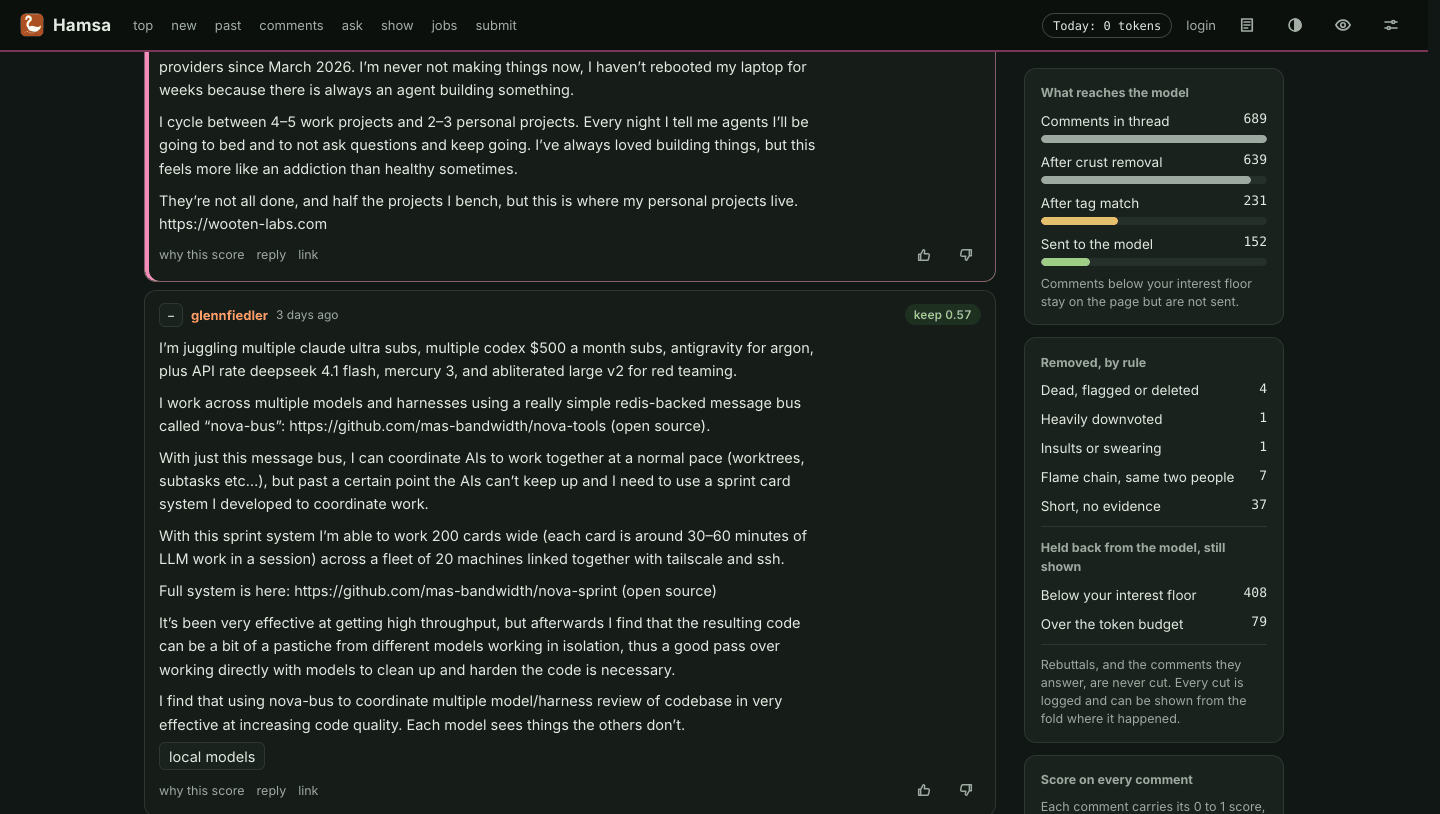 Hamsa
top
new
past
comments
ask
show
jobs
submit
Today: 0 tokens
login
providers since March 2026. I’m never not making things now, I haven’t rebooted my laptop for
weeks because there is always an agent building something.
I cycle between 4–5 work projects and 2–3 personal projects. Every night I tell me agents I’ll be
going to bed and to not ask questions and keep going. I’ve always loved building things, but this
feels more like an addiction than healthy sometimes.
They’re not all done, and half the projects I bench, but this is where my personal projects live.
https://wooten-labs.com
why this score
reply
link
–
glennfiedler
3 days ago
keep 0.57
I’m juggling multiple claude ultra subs, multiple codex $500 a month subs, antigravity for argon,
plus API rate deepseek 4.1 flash, mercury 3, and abliterated large v2 for red teaming.
I work across multiple models and harnesses using a really simple redis-backed message bus
called “nova-bus”: https://github.com/mas-bandwidth/nova-tools (open source).
With just this message bus, I can coordinate AIs to work together at a normal pace (worktrees,
subtasks etc…), but past a certain point the AIs can’t keep up and I need to use a sprint card
system I developed to coordinate work.
With this sprint system I’m able to work 200 cards wide (each card is around 30–60 minutes of
LLM work in a session) across a fleet of 20 machines linked together with tailscale and ssh.
Full system is here: https://github.com/mas-bandwidth/nova-sprint (open source)
It’s been very effective at getting high throughput, but afterwards I find that the resulting code
can be a bit of a pastiche from different models working in isolation, thus a good pass over
working directly with models to clean up and harden the code is necessary.
I find that using nova-bus to coordinate multiple model/harness review of codebase in very
effective at increasing code quality. Each model sees things the others don’t.
local models
why this score
reply
link
What reaches the model
Comments in thread 689
After crust removal 639
After tag match 231
Sent to the model 152
Comments below your interest floor
stay on the page but are not sent.
Removed, by rule
Dead, flagged or deleted 4
Heavily downvoted 1
Insults or swearing 1
Flame chain, same two people 7
Short, no evidence 37
Held back from the model, still
shown
Below your interest floor 408
Over the token budget 79
Rebuttals, and the comments they
answer, are never cut. Every cut is
logged and can be shown from the
fold where it happened.
Score on every comment
Each comment carries its 0 to 1 score,